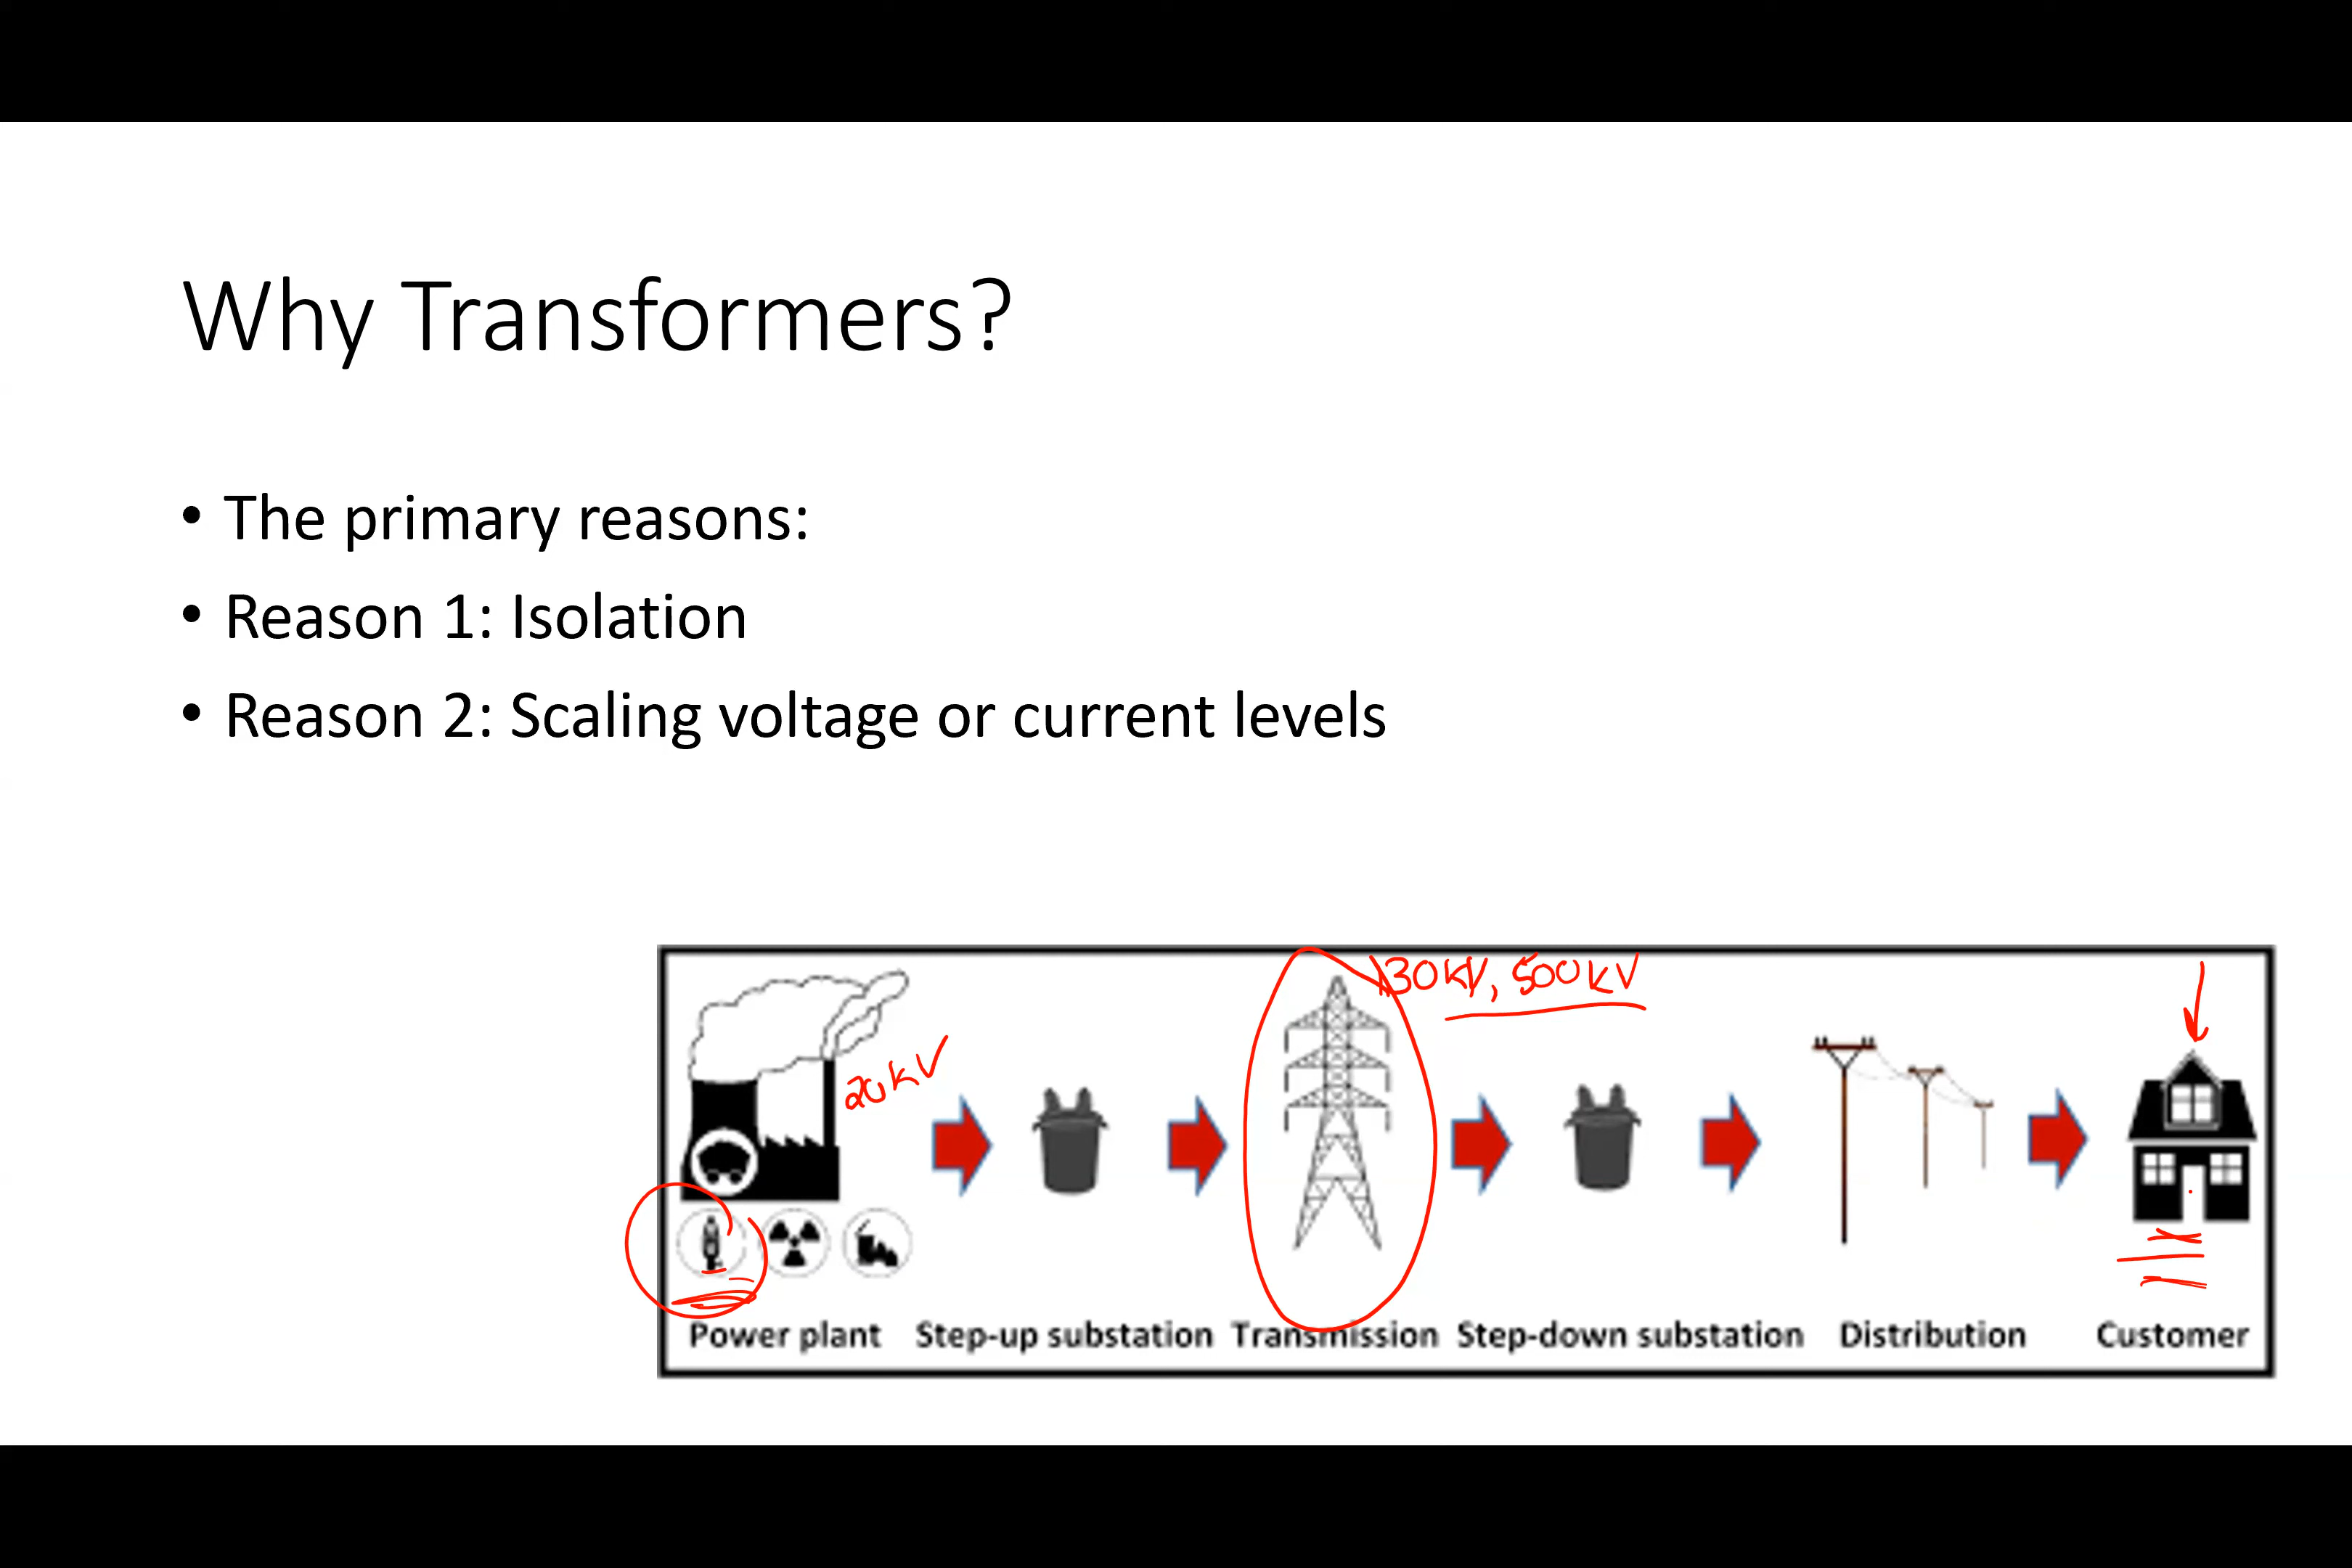 Why Transformers?
• The primary reasons:
• Reason 1: Isolation
• Reason 2: Scaling voltage or current levels
130kV, 500kV
20kV
Power plant Step-up substation Transmission Step-down substation Distribution Customer